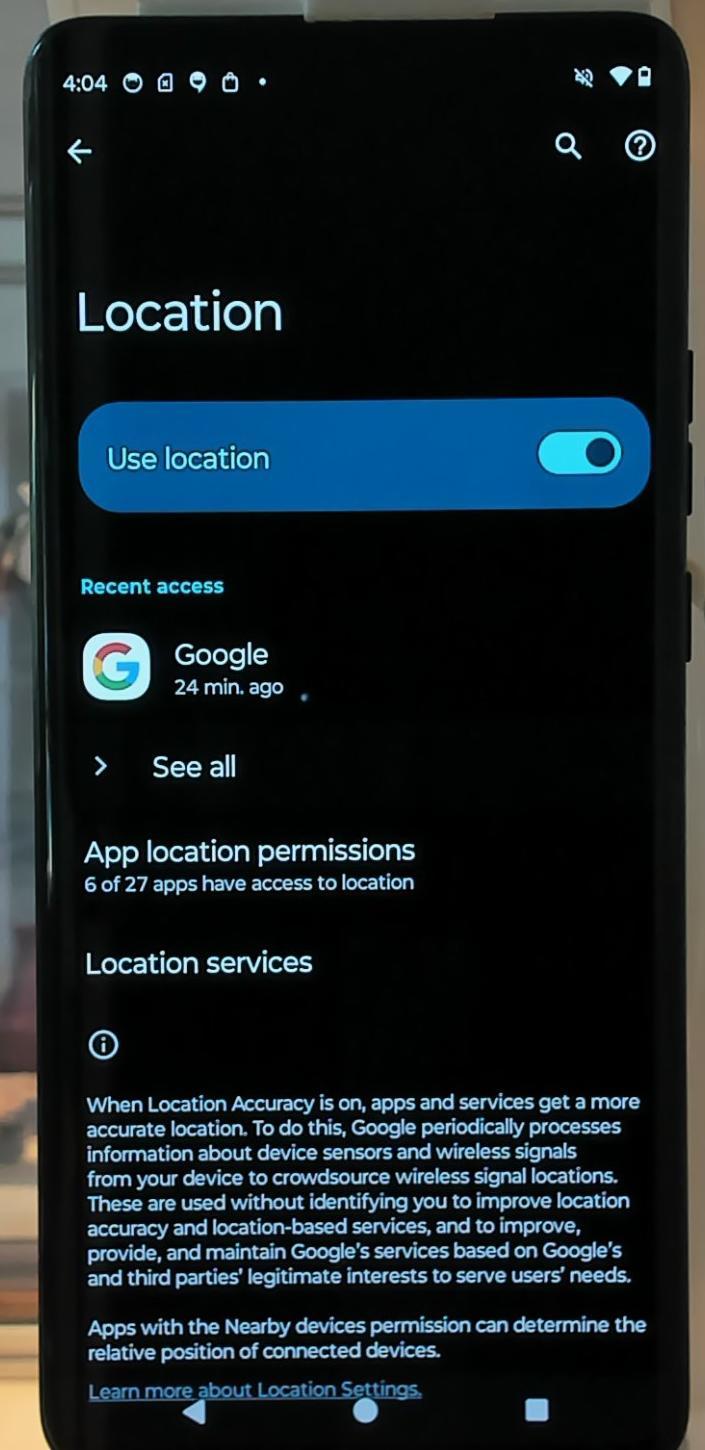 4:04
Location
Use location
Recent access
Google
24 min. ago
See all
App location permissions
6 of 27 apps have access to location
Location services
When Location Accuracy is on, apps and services get a more
accurate location. To do this, Google periodically processes
information about device sensors and wireless signals
from your device to crowdsource wireless signal locations.
These are used without identifying you to improve location
accuracy and location-based services, and to improve,
provide, and maintain Google's services based on Google's
and third parties' legitimate interests to serve users' needs.
Apps with the Nearby devices permission can determine the
relative position of connected devices.
Learn more about Location Settings.